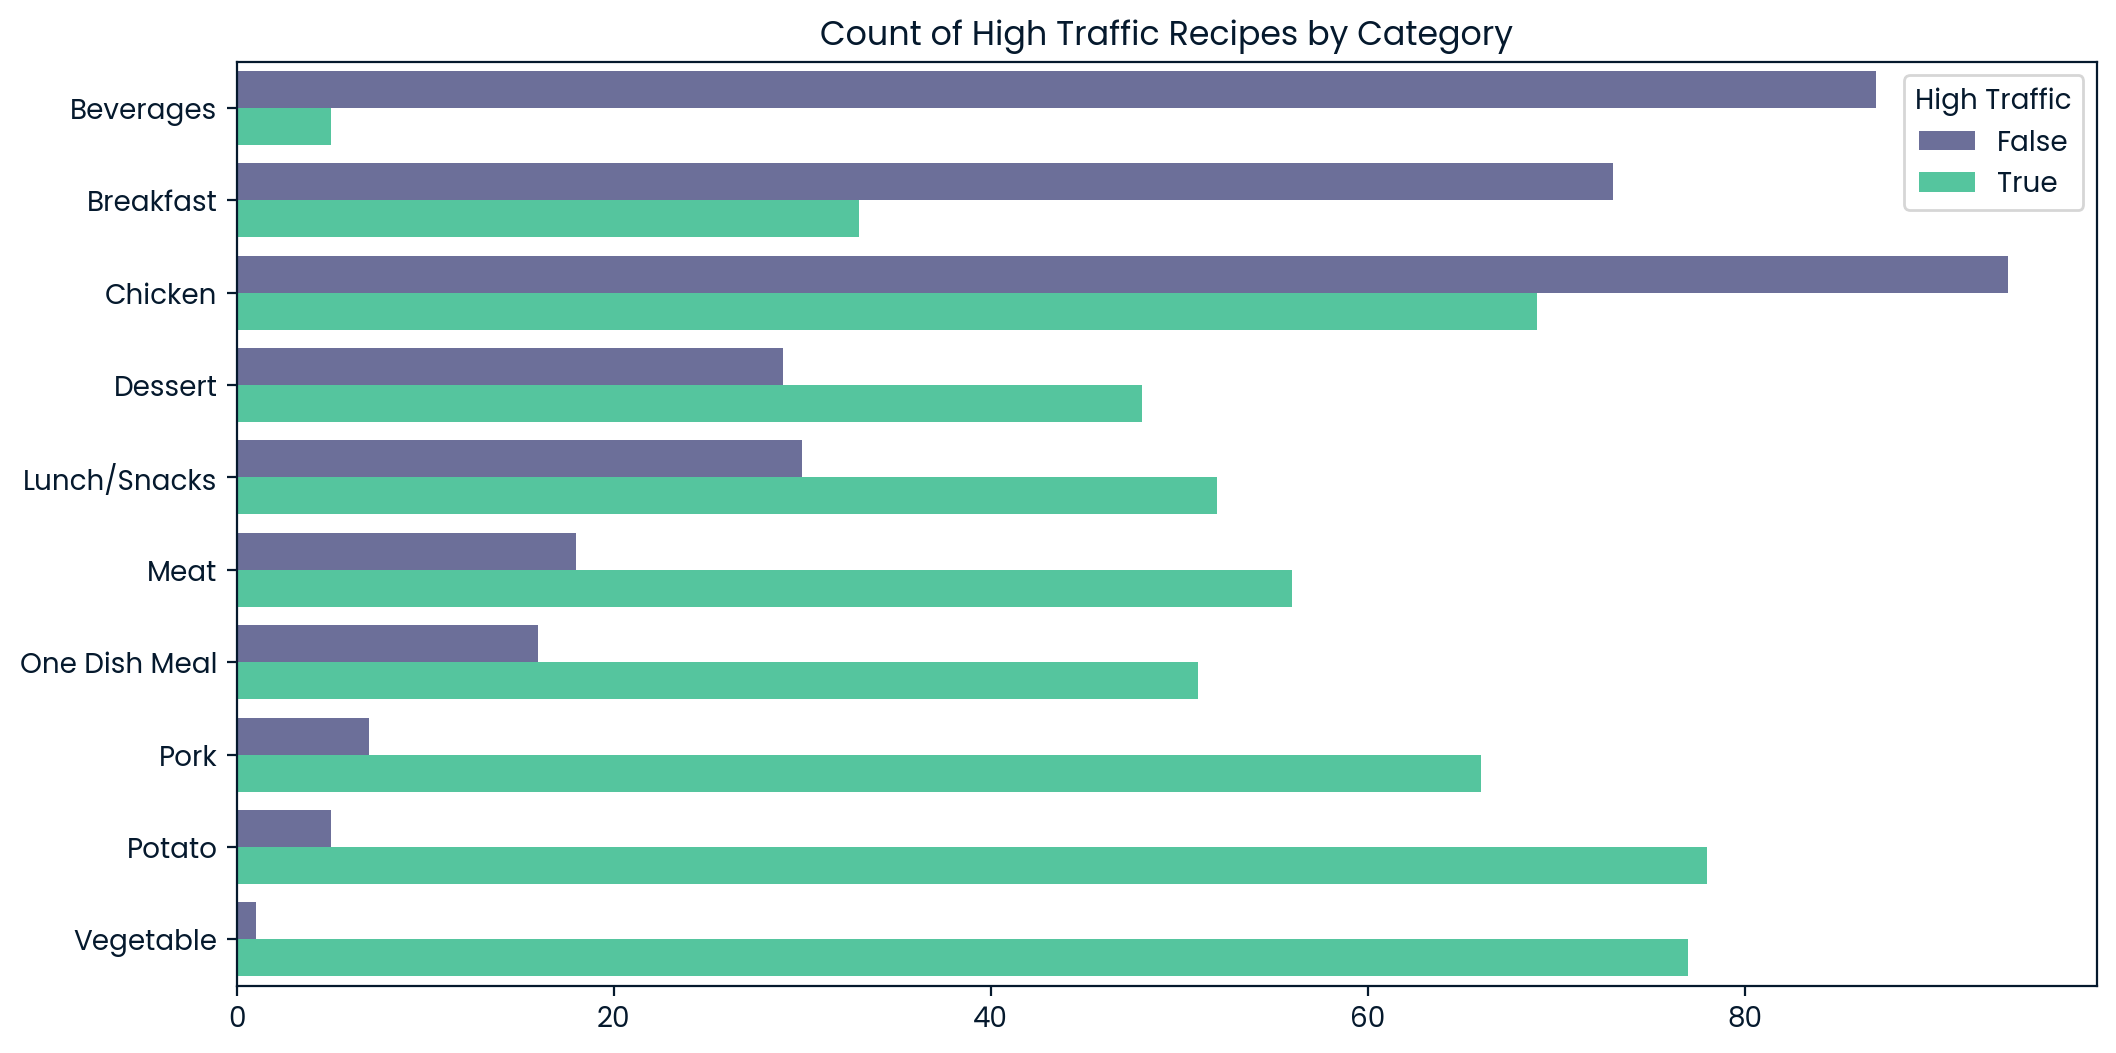 Count of High Traffic Recipes by Category
High Traffic
False
True
Beverages
Breakfast
Chicken
Dessert
Lunch/Snacks
Meat
One Dish Meal
Pork
Potato
Vegetable
0 20 40 60 80